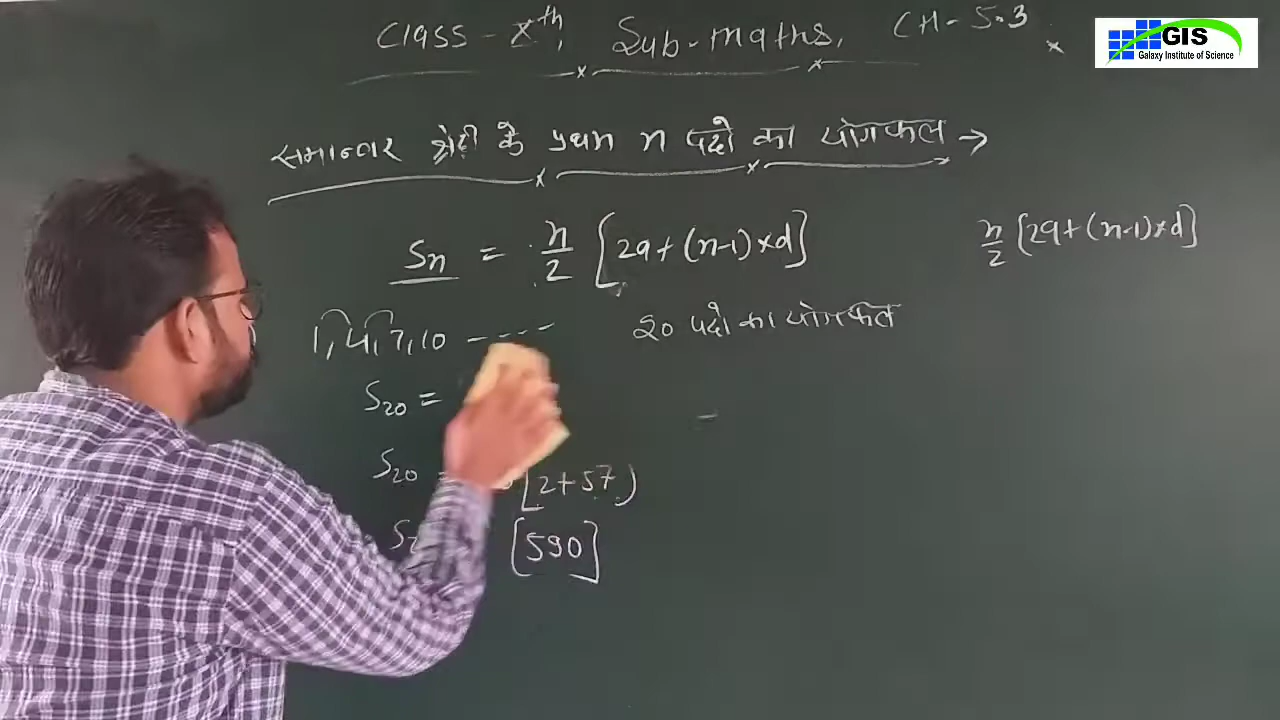 Class - Xth, Sub - maths, CH - 5.3
GIS
Galaxy Institute of Science
समान्तर श्रेढी के प्रथम n पदों का योगफल →
Sn = n/2 [2a + (n-1) × d]
n/2 [2a + (n-1) × d]
1, 4, 7, 10 - - - -
20 पदों का योगफल
S20 =
S20 = [2 + 57)
[590]